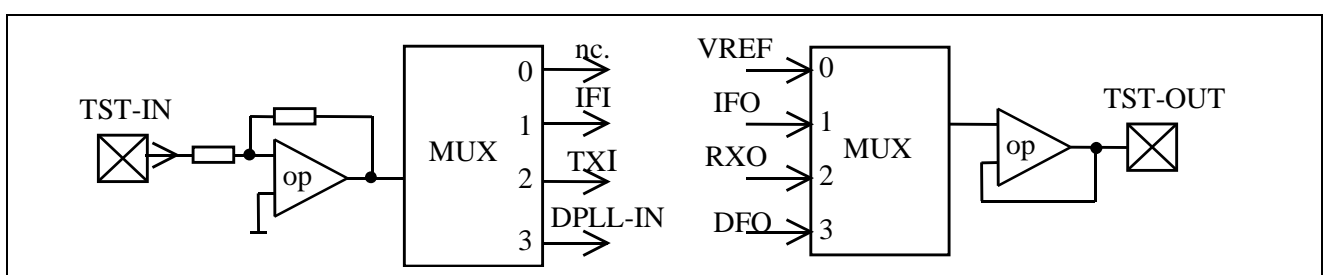 nc.
VREF
0
0
TST-IN
IFI
IFO
TST-OUT
1
1
op
MUX
TXI
RXO
MUX
op
2
2
DPLL-IN
DFO
3
3